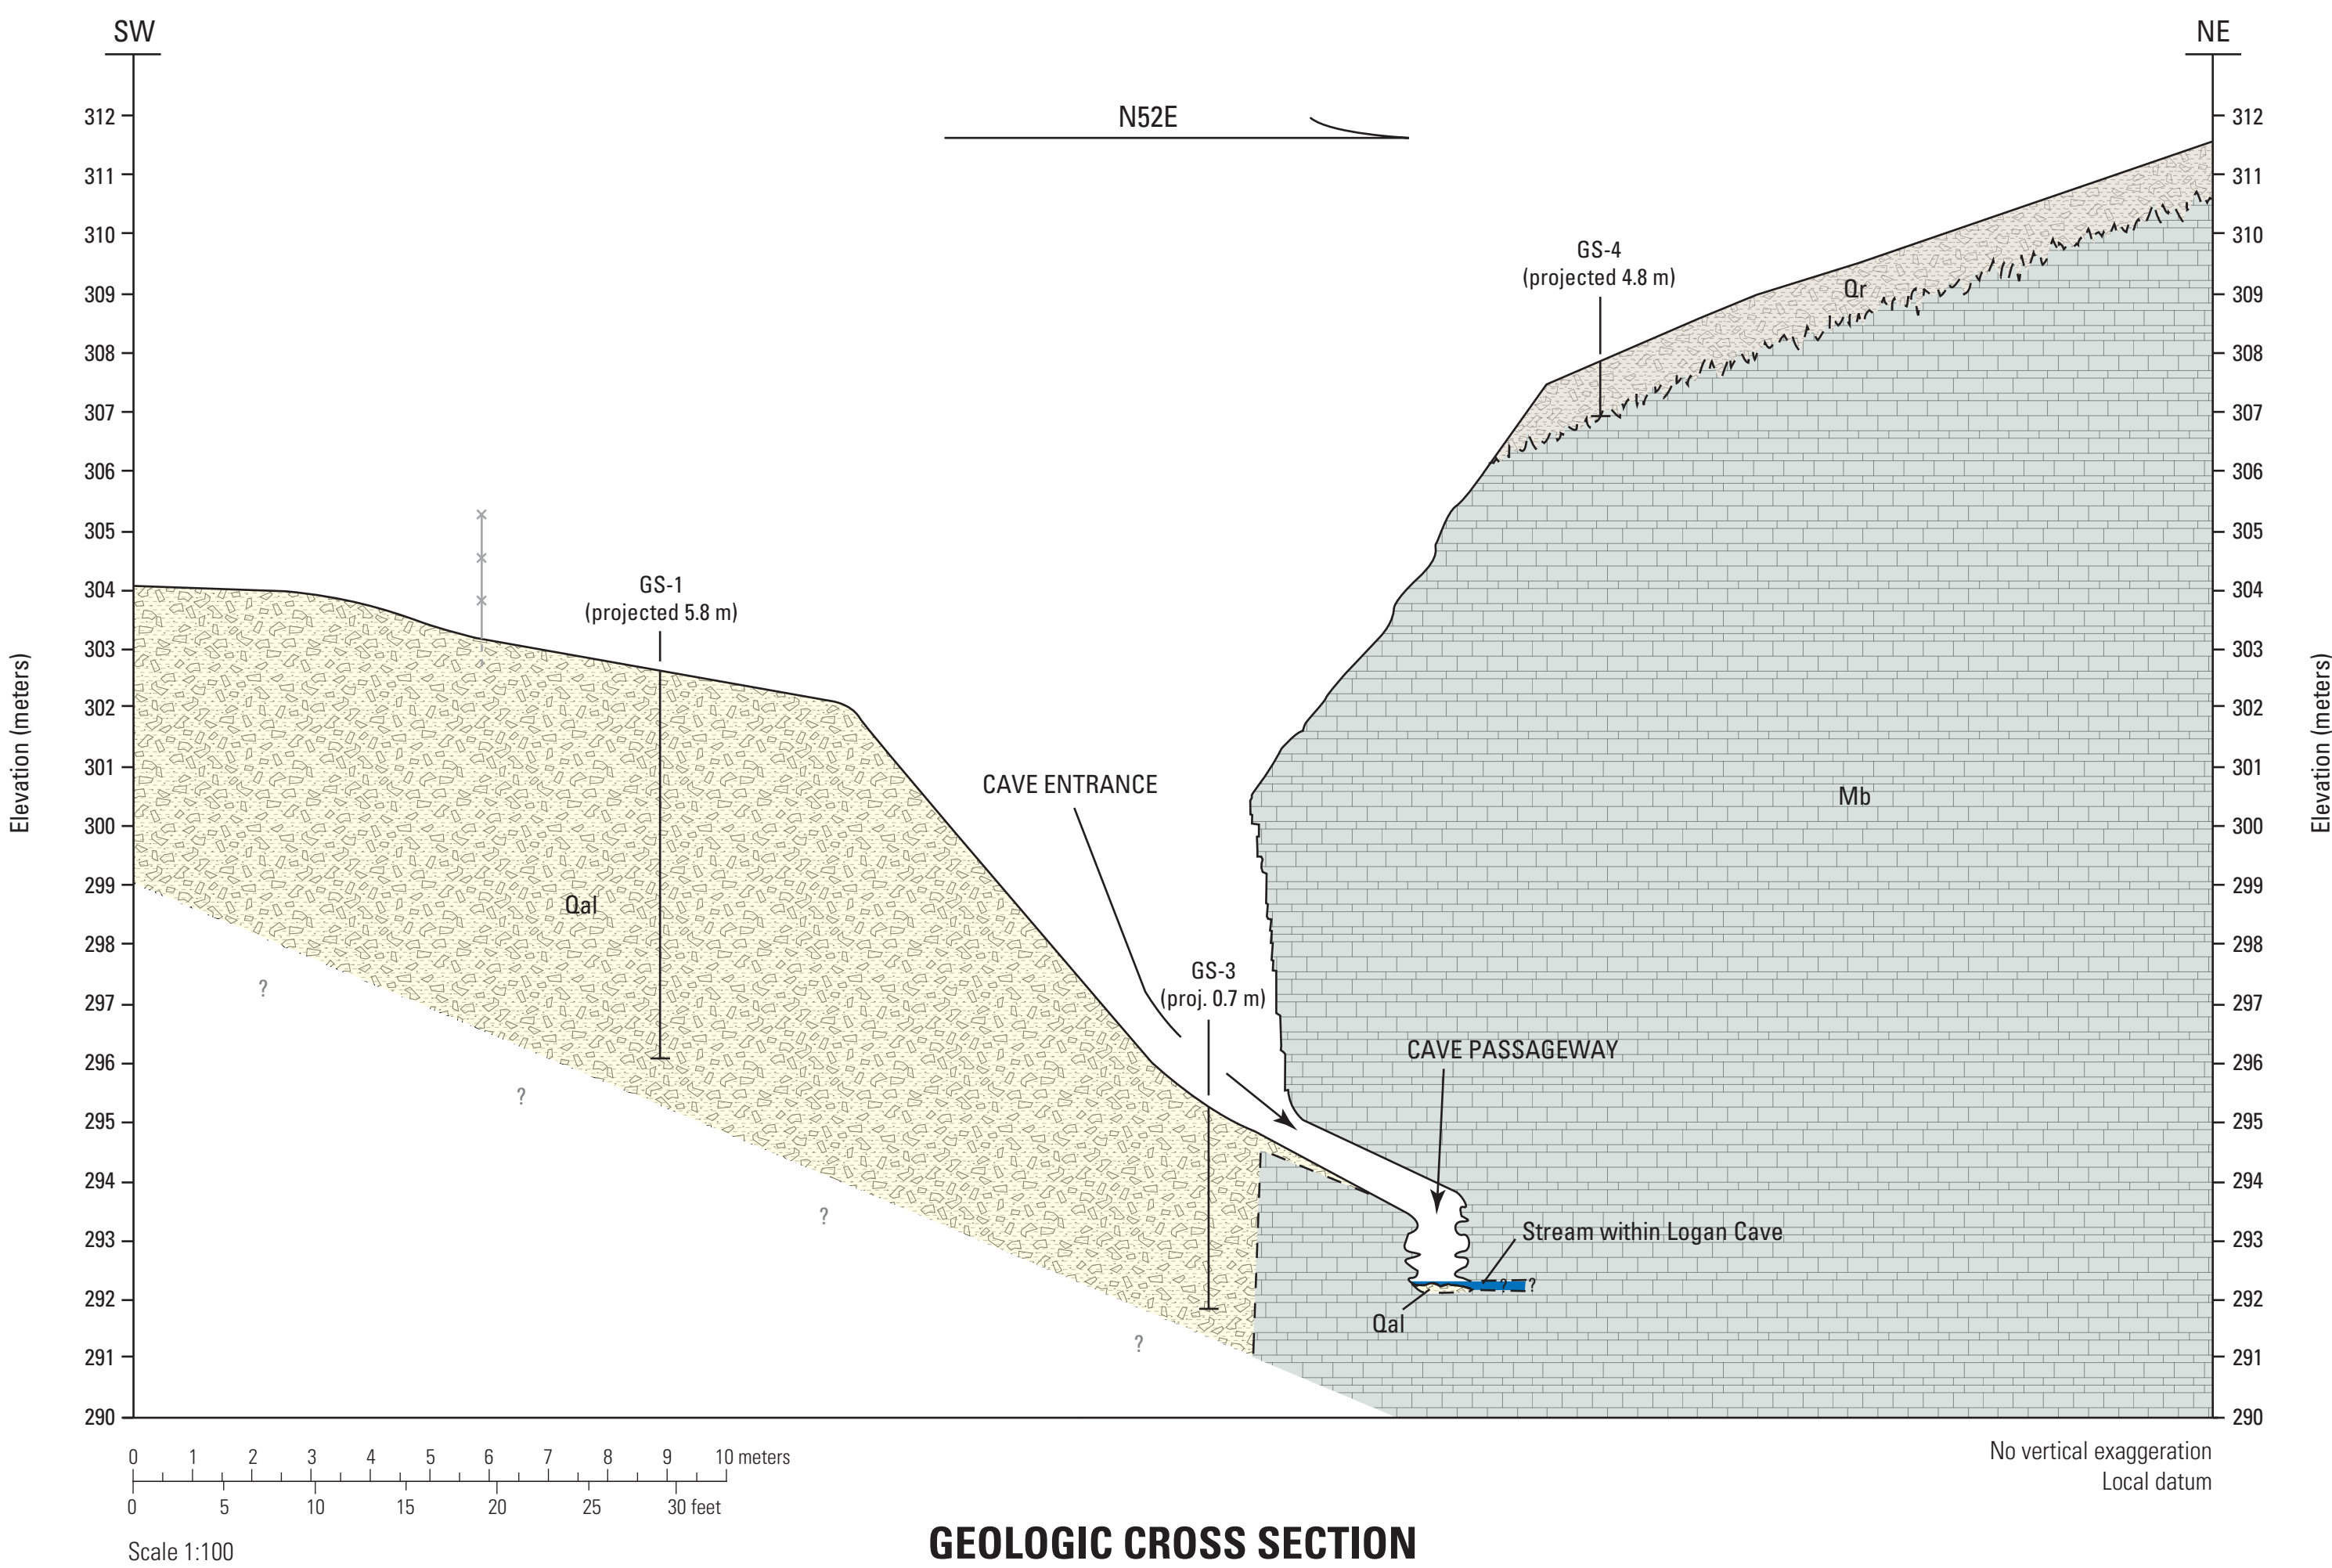 SW
NE
N52E
312
311
310
309
308
307
306
305
304
303
302
301
300
299
298
297
296
295
294
293
292
291
290
Elevation (meters)
GS-4
(projected 4.8 m)
Qr
GS-1
(projected 5.8 m)
CAVE ENTRANCE
Mb
Qal
GS-3
(proj. 0.7 m)
CAVE PASSAGEWAY
Stream within Logan Cave
? ?
Qal
?
?
?
?
312
311
310
309
308
307
306
305
304
303
302
301
300
299
298
297
296
295
294
293
292
291
290
Elevation (meters)
0 1 2 3 4 5 6 7 8 9 10 meters
0 5 10 15 20 25 30 feet
Scale 1:100
No vertical exaggeration
Local datum
GEOLOGIC CROSS SECTION